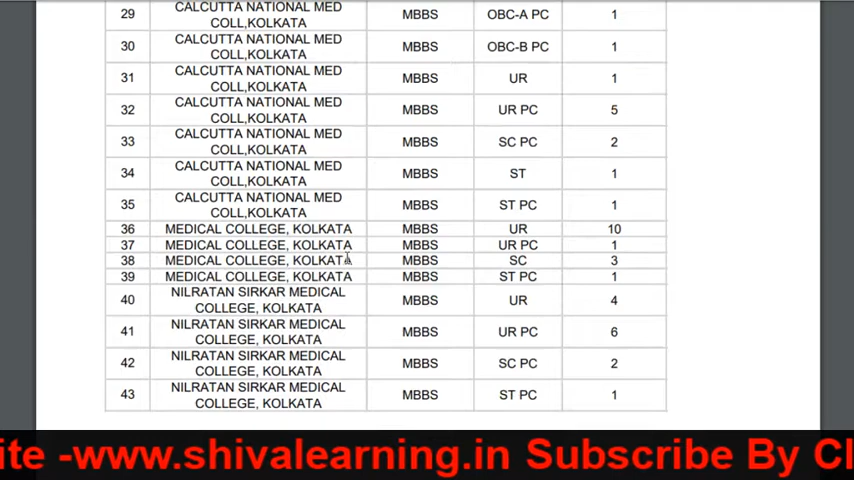 29 CALCUTTA NATIONAL MED COLL,KOLKATA MBBS OBC-A PC 1
30 CALCUTTA NATIONAL MED COLL,KOLKATA MBBS OBC-B PC 1
31 CALCUTTA NATIONAL MED COLL,KOLKATA MBBS UR 1
32 CALCUTTA NATIONAL MED COLL,KOLKATA MBBS UR PC 5
33 CALCUTTA NATIONAL MED COLL,KOLKATA MBBS SC PC 2
34 CALCUTTA NATIONAL MED COLL,KOLKATA MBBS ST 1
35 CALCUTTA NATIONAL MED COLL,KOLKATA MBBS ST PC 1
36 MEDICAL COLLEGE, KOLKATA MBBS UR 10
37 MEDICAL COLLEGE, KOLKATA MBBS UR PC 1
38 MEDICAL COLLEGE, KOLKATA MBBS SC 3
39 MEDICAL COLLEGE, KOLKATA MBBS ST PC 1
40 NILRATAN SIRKAR MEDICAL COLLEGE, KOLKATA MBBS UR 4
41 NILRATAN SIRKAR MEDICAL COLLEGE, KOLKATA MBBS UR PC 6
42 NILRATAN SIRKAR MEDICAL COLLEGE, KOLKATA MBBS SC PC 2
43 NILRATAN SIRKAR MEDICAL COLLEGE, KOLKATA MBBS ST PC 1
ite -www.shivalearning.in Subscribe By Cl